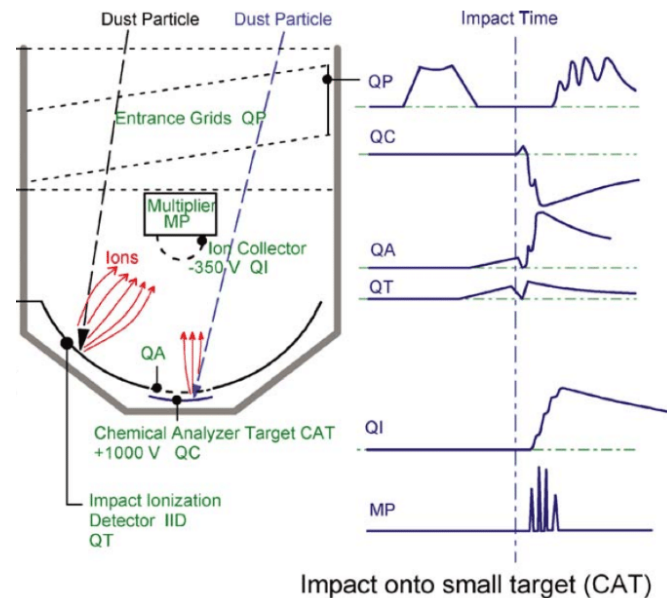 Dust Particle
Dust Particle
Entrance Grids QP
Multiplier
MP
Ion Collector
-350 V QI
Ions
QA
Chemical Analyzer Target CAT
+1000 V QC
Impact Ionization
Detector IID
QT
Impact Time
QP
QC
QA
QT
QI
MP
Impact onto small target (CAT)